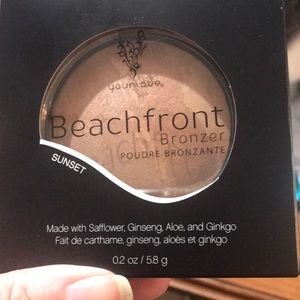 younique®
Beachfront
Bronzer
POUDRE BRONZANTE
SUNSET
Made with Safflower, Ginseng, Aloe, and Ginkgo
Fait de carthame, ginseng, aloès et ginkgo
0.2 oz / 5.8 g